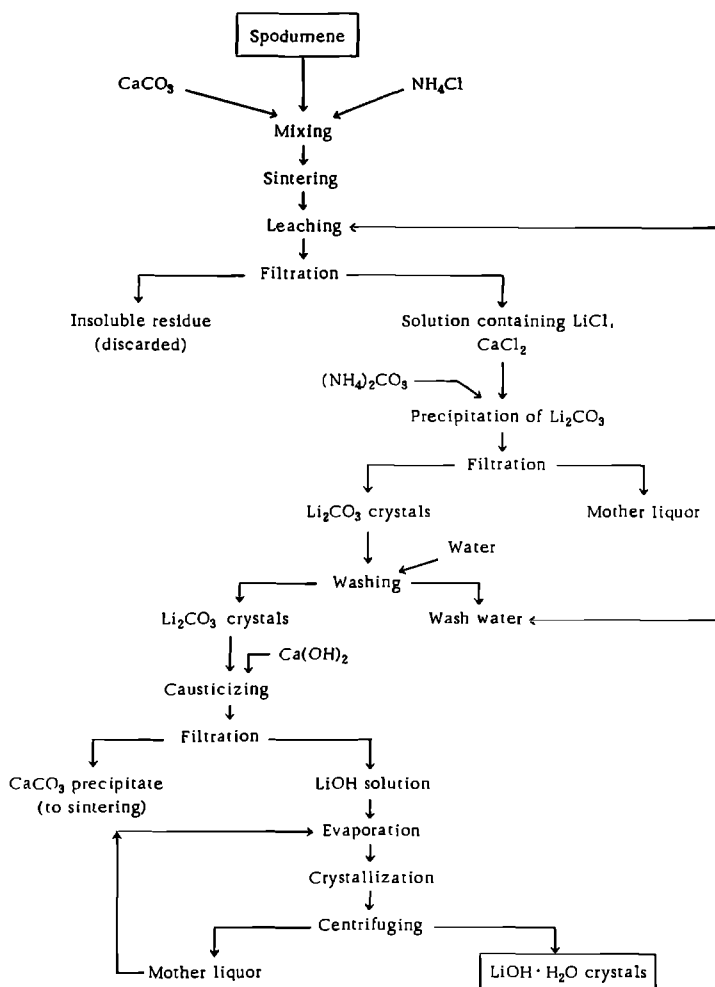 Spodumene
CaCO₃
NH₄Cl
Mixing
Sintering
Leaching
Filtration
Insoluble residue
(discarded)
Solution containing LiCl,
CaCl₂
(NH₄)₂CO₃
Precipitation of Li₂CO₃
Filtration
Li₂CO₃ crystals
Mother liquor
Water
Washing
Li₂CO₃ crystals
Wash water
Ca(OH)₂
Causticizing
Filtration
CaCO₃ precipitate
(to sintering)
LiOH solution
Evaporation
Crystallization
Centrifuging
Mother liquor
LiOH · H₂O crystals